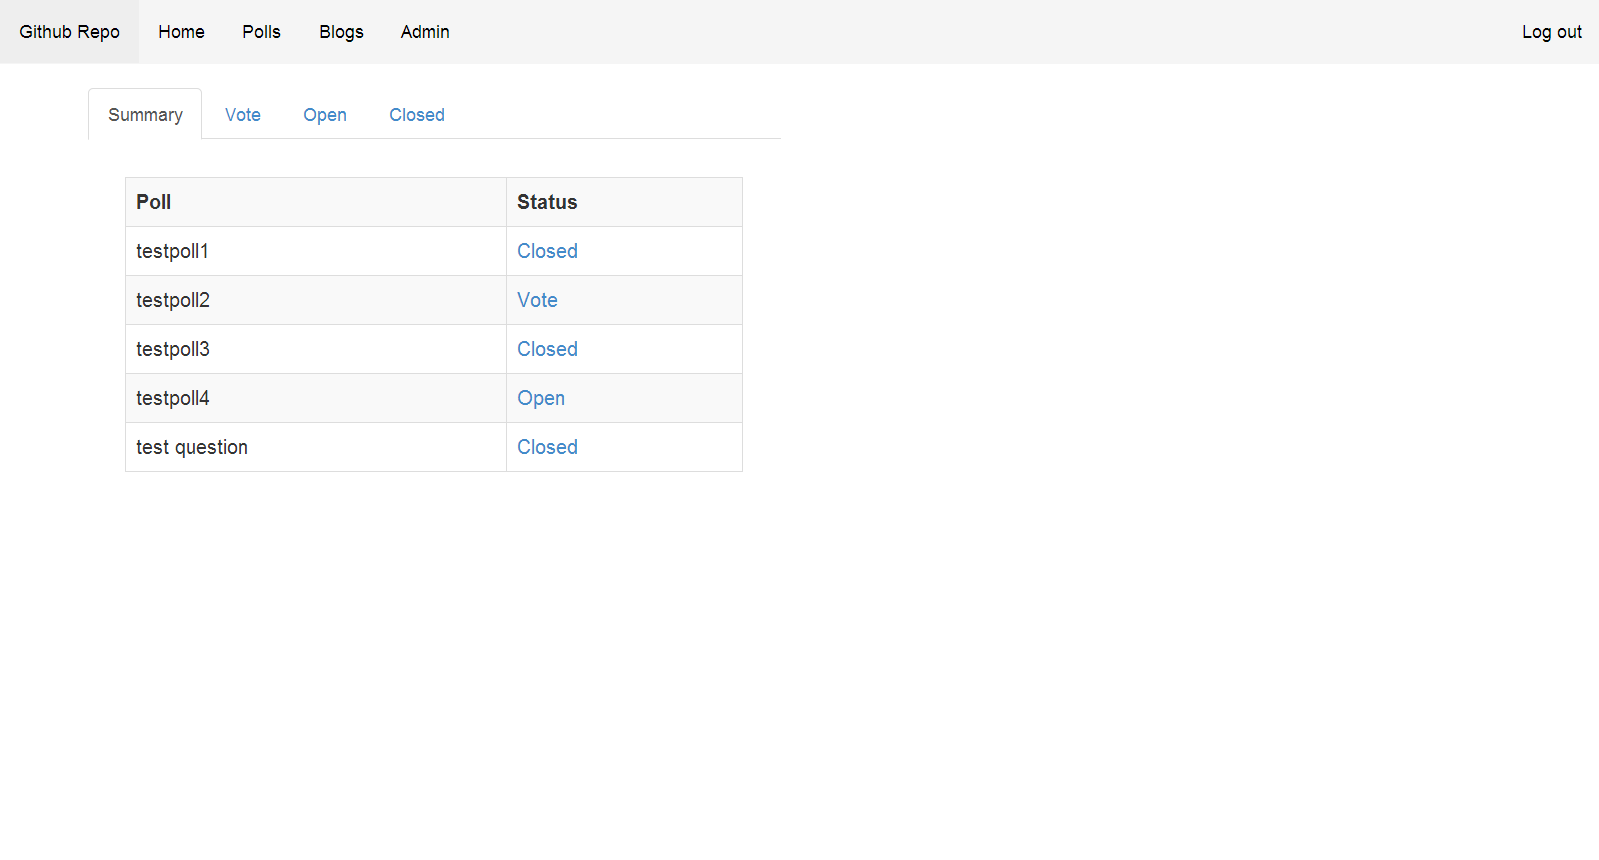 Github Repo Home Polls Blogs Admin Log out
Summary Vote Open Closed
Poll Status
testpoll1 Closed
testpoll2 Vote
testpoll3 Closed
testpoll4 Open
test question Closed